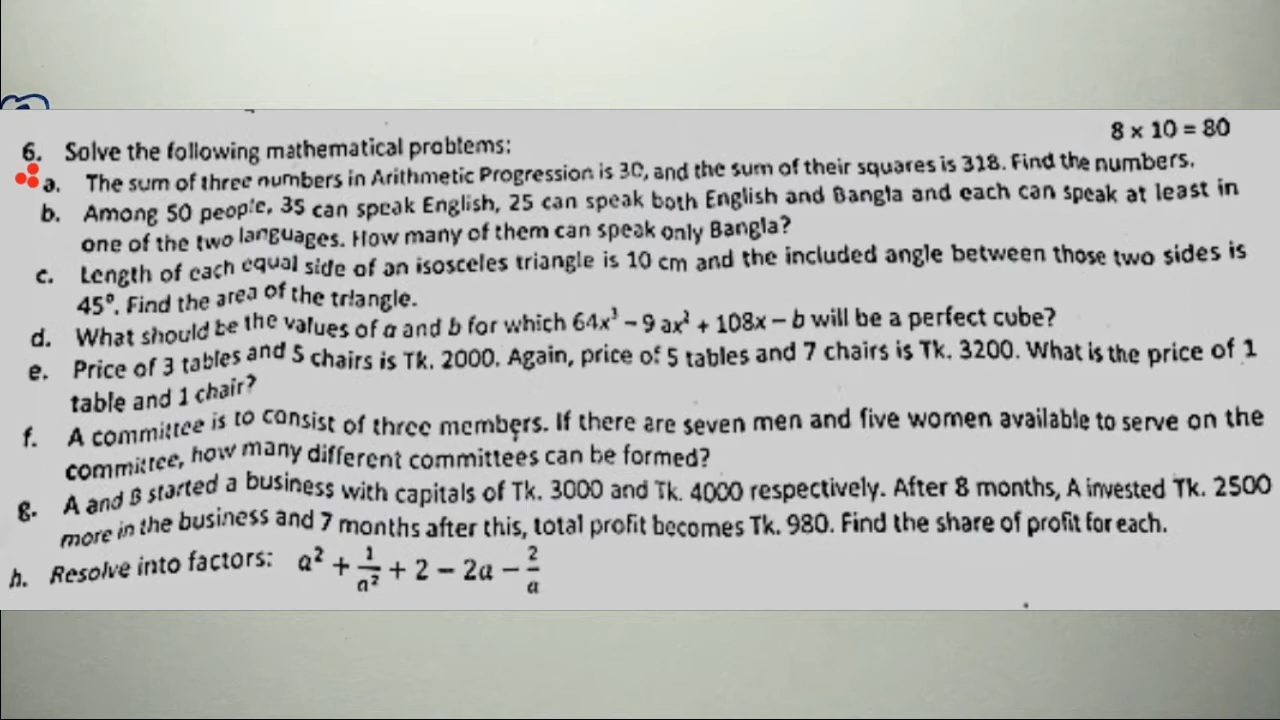 8 × 10 = 80
6. Solve the following mathematical problems:
a. The sum of three numbers in Arithmetic Progression is 30, and the sum of their squares is 318. Find the numbers.
b. Among 50 people, 35 can speak English, 25 can speak both English and Bangla and each can speak at least in
one of the two languages. How many of them can speak only Bangla?
c. Length of each equal side of an isosceles triangle is 10 cm and the included angle between those two sides is
45°. Find the area of the triangle.
d. What should be the values of a and b for which 64x³ – 9 ax² + 108x – b will be a perfect cube?
e. Price of 3 tables and 5 chairs is Tk. 2000. Again, price of 5 tables and 7 chairs is Tk. 3200. What is the price of 1
table and 1 chair?
f. A committee is to consist of three members. If there are seven men and five women available to serve on the
committee, how many different committees can be formed?
g. A and B started a business with capitals of Tk. 3000 and Tk. 4000 respectively. After 8 months, A invested Tk. 2500
more in the business and 7 months after this, total profit becomes Tk. 980. Find the share of profit for each.
h. Resolve into factors: a² + 1/a² + 2 – 2a – 2/a